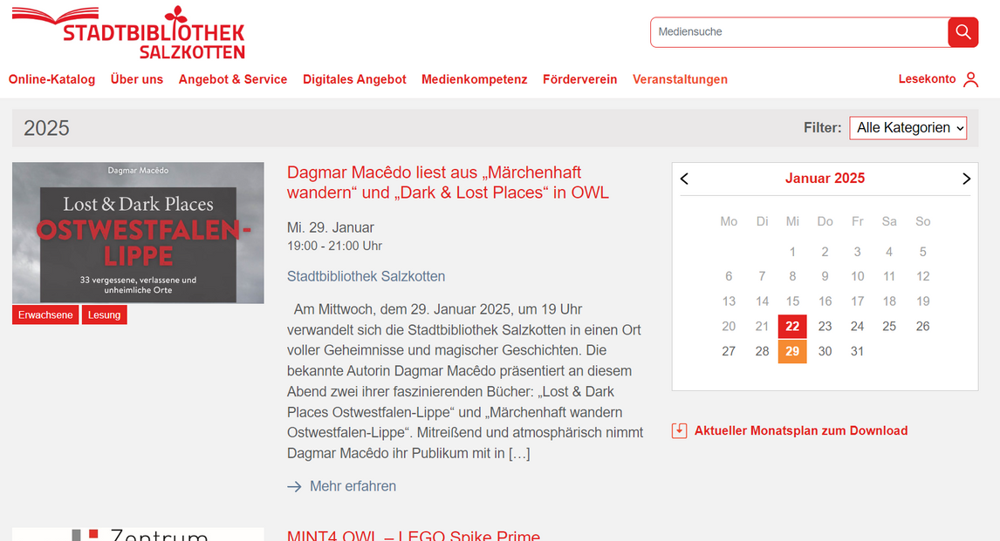 STADTBIBLIOTHEK
SALZKOTTEN
Mediensuche
Online-Katalog Über uns Angebot & Service Digitales Angebot Medienkompetenz Förderverein Veranstaltungen Lesekonto
2025 Filter: Alle Kategorien
Dagmar Macêdo
Lost & Dark Places
OSTWESTFALEN-
LIPPE
33 vergessene, verlassene und
unheimliche Orte
Erwachsene Lesung
Dagmar Macêdo liest aus „Märchenhaft
wandern“ und „Dark & Lost Places“ in OWL
Mi. 29. Januar
19:00 - 21:00 Uhr
Stadtbibliothek Salzkotten
Am Mittwoch, dem 29. Januar 2025, um 19 Uhr
verwandelt sich die Stadtbibliothek Salzkotten in einen Ort
voller Geheimnisse und magischer Geschichten. Die
bekannte Autorin Dagmar Macêdo präsentiert an diesem
Abend zwei ihrer faszinierenden Bücher: „Lost & Dark
Places Ostwestfalen-Lippe“ und „Märchenhaft wandern
Ostwestfalen-Lippe“. Mitreißend und atmosphärisch nimmt
Dagmar Macêdo ihr Publikum mit in […]
Mehr erfahren
Januar 2025
Mo Di Mi Do Fr Sa So
1 2 3 4 5
6 7 8 9 10 11 12
13 14 15 16 17 18 19
20 21 22 23 24 25 26
27 28 29 30 31
Aktueller Monatsplan zum Download
Zentrum
MINT4 OWL – LEGO Spike Prime